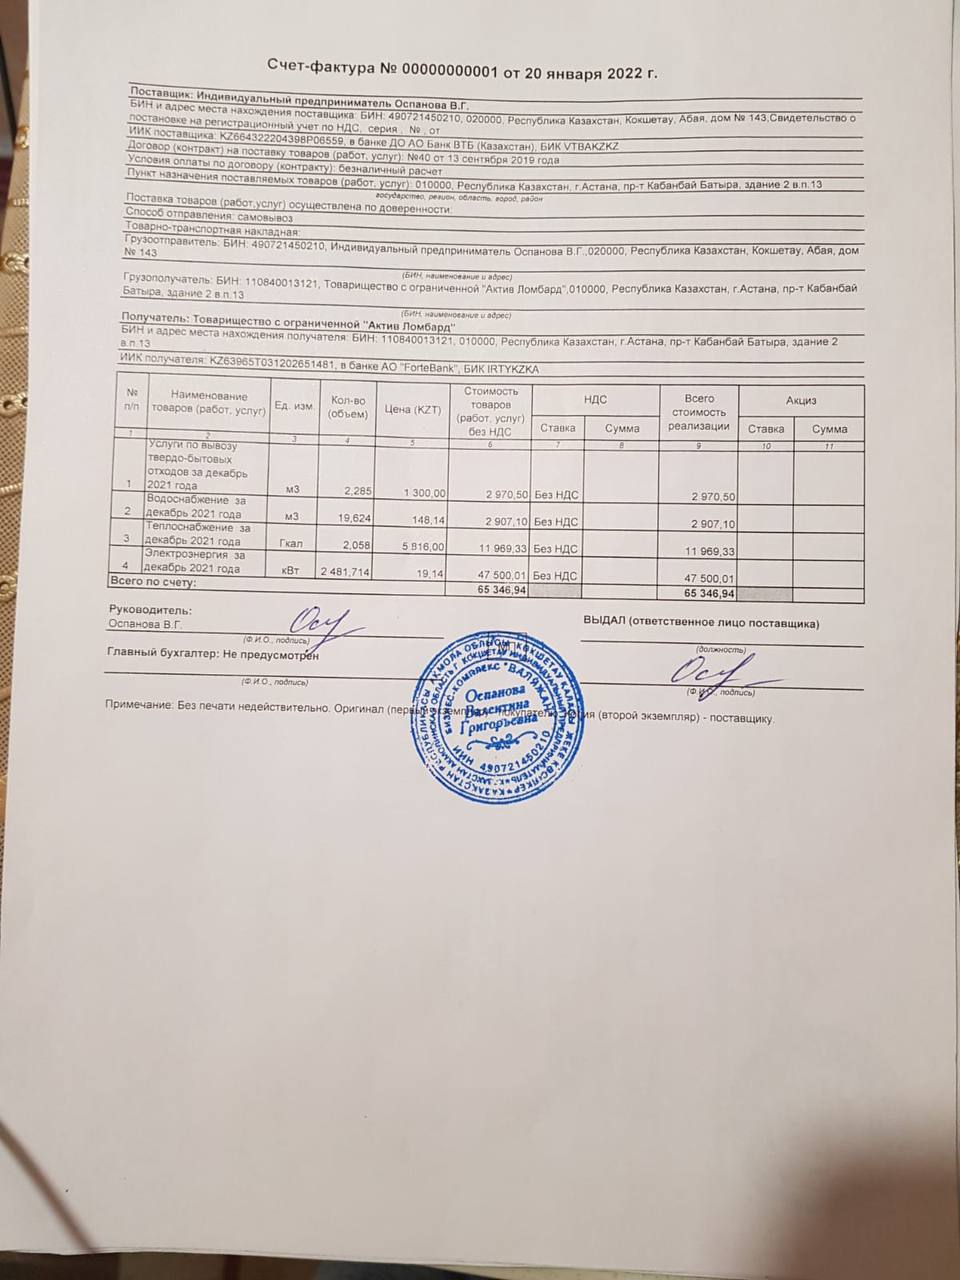 Счет-фактура № 00000000001 от 20 января 2022 г.
Поставщик: Индивидуальный предприниматель Оспанова В.Г.
БИН и адрес места нахождения поставщика: БИН: 490721450210, 020000, Республика Казахстан, Кокшетау, Абая, дом № 143,Свидетельство о
постановке на регистрационный учет по НДС, серия , № , от
ИИК поставщика: KZ664322204398P06559, в банке ДО АО Банк ВТБ (Казахстан), БИК VTBAKZKZ
Договор (контракт) на поставку товаров (работ, услуг): №40 от 13 сентября 2019 года
Условия оплаты по договору (контракту): безналичный расчет
Пункт назначения поставляемых товаров (работ, услуг): 010000, Республика Казахстан, г.Астана, пр-т Кабанбай Батыра, здание 2 в.п.13
государство, регион, область, город, район
Поставка товаров (работ,услуг) осуществлена по доверенности:
Способ отправления: самовывоз
Товарно-транспортная накладная:
Грузоотправитель: БИН: 490721450210, Индивидуальный предприниматель Оспанова В.Г.,020000, Республика Казахстан, Кокшетау, Абая, дом
№ 143
(БИН, наименование и адрес)
Грузополучатель: БИН: 110840013121, Товарищество с ограниченной "Актив Ломбард",010000, Республика Казахстан, г.Астана, пр-т Кабанбай
Батыра, здание 2 в.п.13
(БИН, наименование и адрес)
Получатель: Товарищество с ограниченной "Актив Ломбард"
БИН и адрес места нахождения получателя: БИН: 110840013121, 010000, Республика Казахстан, г.Астана, пр-т Кабанбай Батыра, здание 2
в.п.13
ИИК получателя: KZ63965T031202651481, в банке АО "ForteBank", БИК IRTYKZKA
№ п/п Наименование товаров (работ, услуг) Ед. изм. Кол-во (объем) Цена (KZT) Стоимость товаров (работ, услуг) без НДС НДС Всего стоимость реализации Акциз
Ставка Сумма Ставка Сумма
1 2 3 4 5 6 7 8 9 10 11
Услуги по вывозу
твердо-бытовых
отходов за декабрь
1 2021 года м3 2,285 1 300,00 2 970,50 Без НДС 2 970,50
Водоснабжение за
2 декабрь 2021 года м3 19,624 148,14 2 907,10 Без НДС 2 907,10
Теплоснабжение за
3 декабрь 2021 года Гкал 2,058 5 816,00 11 969,33 Без НДС 11 969,33
Электроэнергия за
4 декабрь 2021 года кВт 2 481,714 19,14 47 500,01 Без НДС 47 500,01
Всего по счету: 65 346,94 65 346,94
Руководитель:
Оспанова В.Г.
(Ф.И.О., подпись)
Главный бухгалтер: Не предусмотрен
(Ф.И.О., подпись)
ВЫДАЛ (ответственное лицо поставщика)
(должность)
(Ф.И.О., подпись)
Примечание: Без печати недействительно. Оригинал (первый экземпляр) - покупателю. Копия (второй экземпляр) - поставщику.
БИЗНЕС-КОМПЛЕКС "ВАЛЯЖАН"
Оспанова
Валентина
Григорьевна
ИИН 490721450210